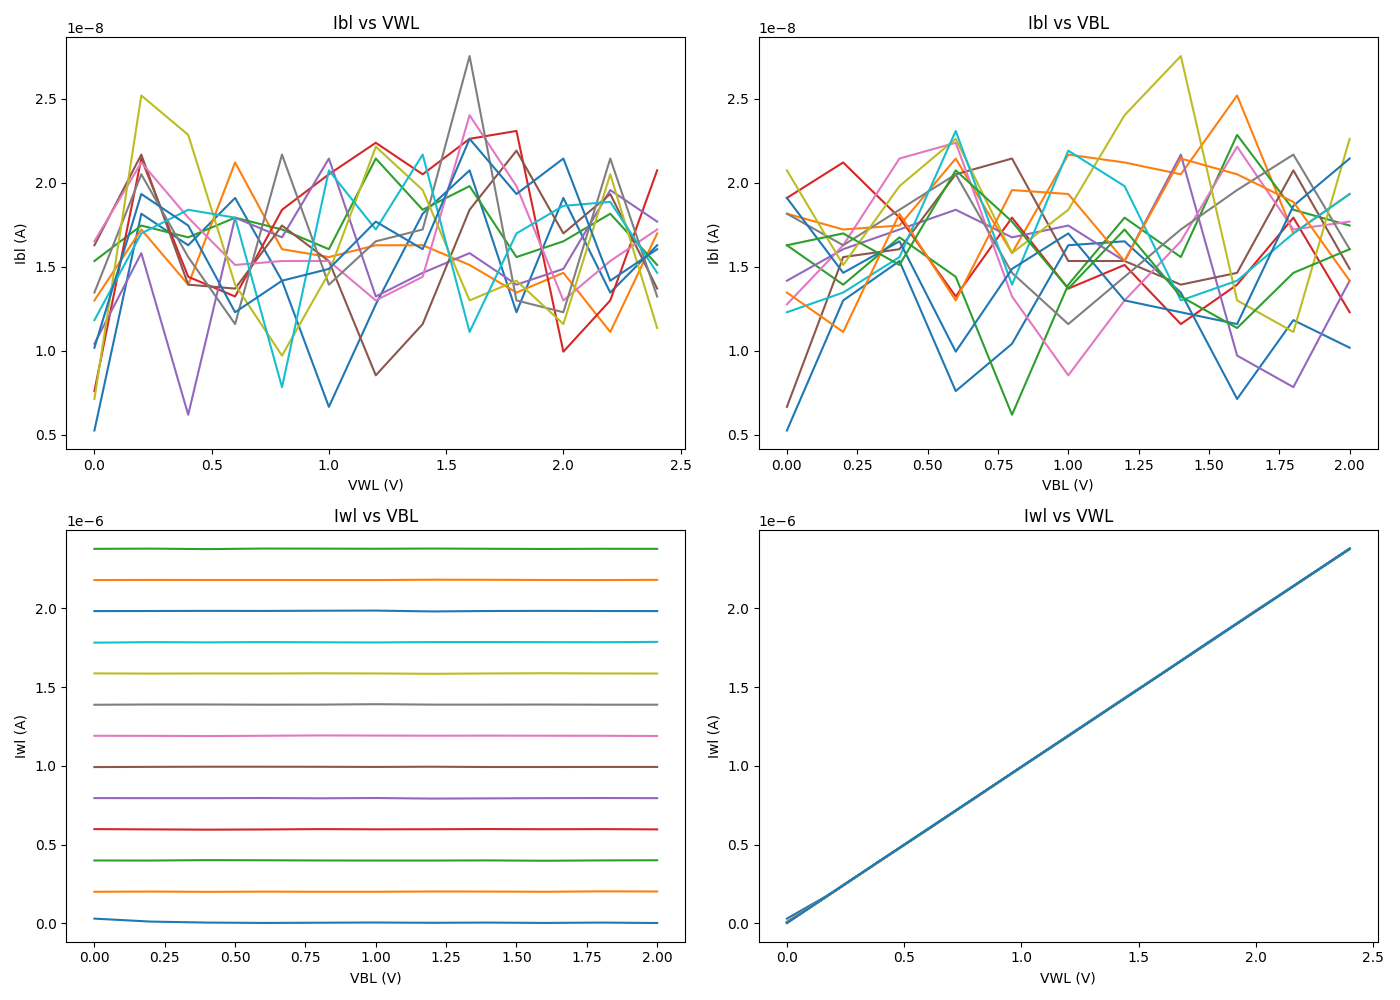 Ibl vs VWL
1e−8
Ibl (A)
2.5
2.0
1.5
1.0
0.5
0.0 0.5 1.0 1.5 2.0 2.5
VWL (V)
Ibl vs VBL
1e−8
Ibl (A)
2.5
2.0
1.5
1.0
0.5
0.00 0.25 0.50 0.75 1.00 1.25 1.50 1.75 2.00
VBL (V)
Iwl vs VBL
1e−6
Iwl (A)
2.0
1.5
1.0
0.5
0.0
0.00 0.25 0.50 0.75 1.00 1.25 1.50 1.75 2.00
VBL (V)
Iwl vs VWL
1e−6
Iwl (A)
2.0
1.5
1.0
0.5
0.0
0.0 0.5 1.0 1.5 2.0 2.5
VWL (V)